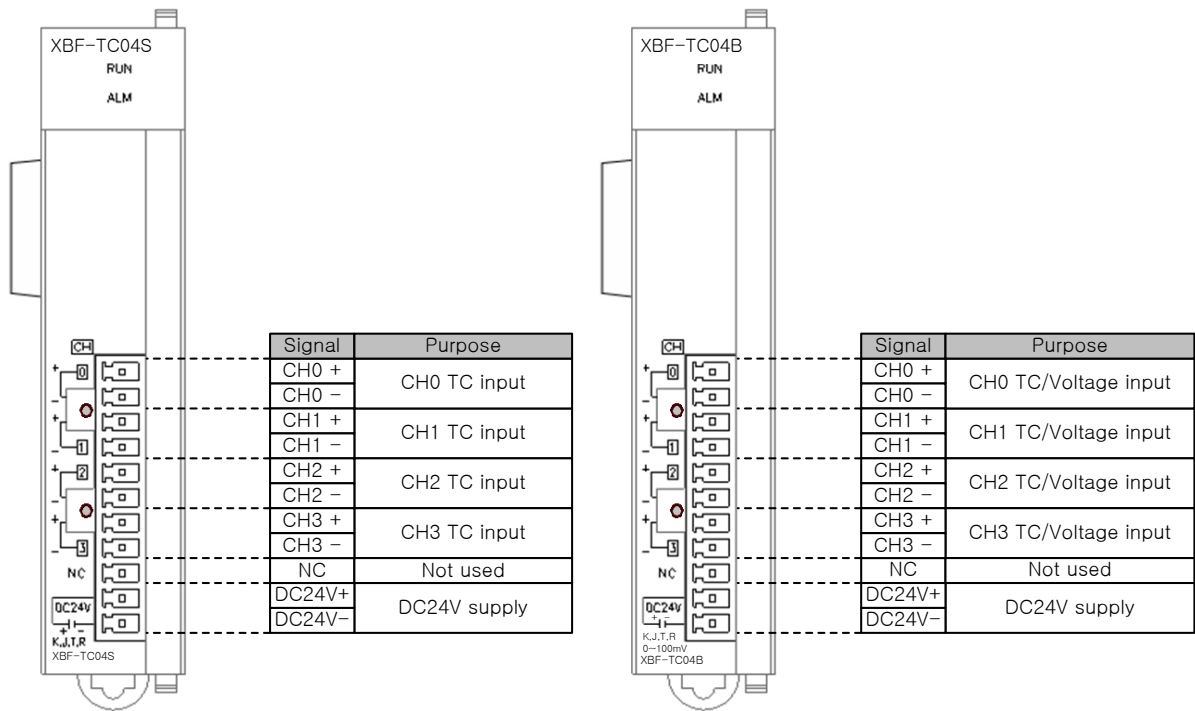 XBF-TC04S
RUN
ALM
CH
+ 0
-
+
- 1
+ 2
-
+
- 3
NC
DC24V
+ -
K,J,T,R
XBF-TC04S
Signal Purpose
CH0 + CH0 TC input
CH0 -
CH1 + CH1 TC input
CH1 -
CH2 + CH2 TC input
CH2 -
CH3 + CH3 TC input
CH3 -
NC Not used
DC24V+ DC24V supply
DC24V-
XBF-TC04B
RUN
ALM
CH
+ 0
-
+
- 1
+ 2
-
+
- 3
NC
DC24V
+ -
K,J,T,R
0~100mV
XBF-TC04B
Signal Purpose
CH0 + CH0 TC/Voltage input
CH0 -
CH1 + CH1 TC/Voltage input
CH1 -
CH2 + CH2 TC/Voltage input
CH2 -
CH3 + CH3 TC/Voltage input
CH3 -
NC Not used
DC24V+ DC24V supply
DC24V-